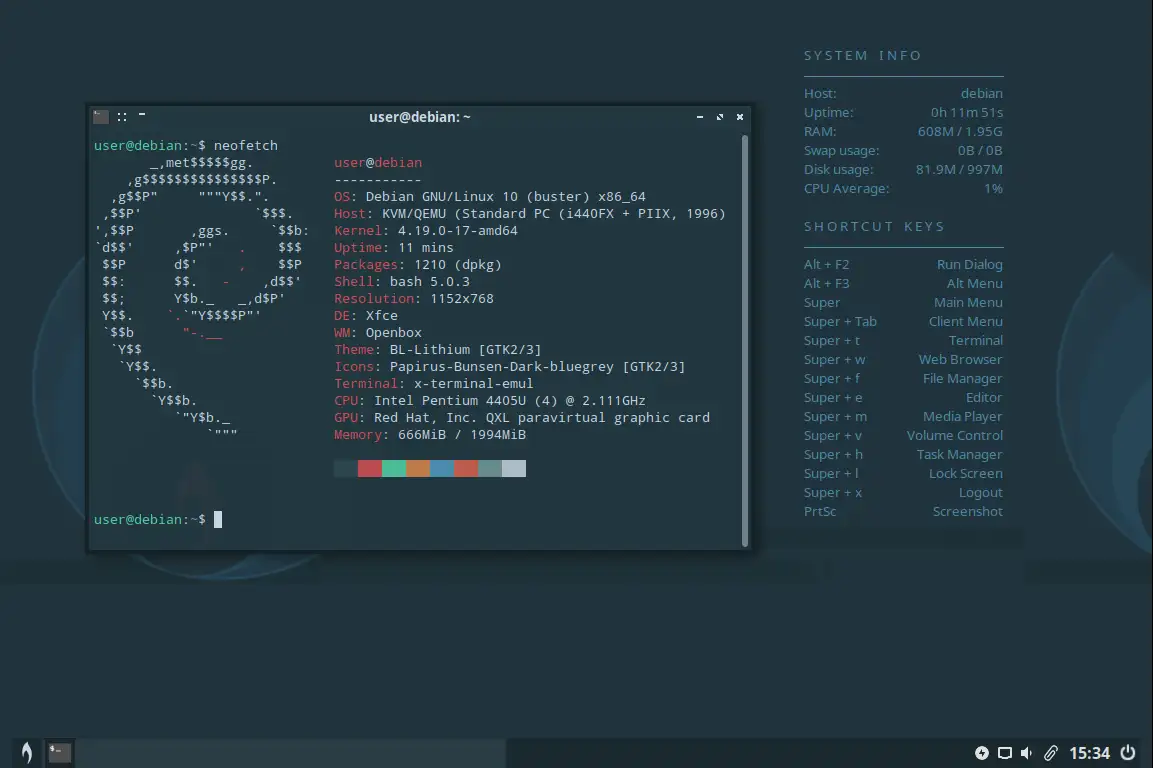 SYSTEM INFO
Host: debian
Uptime: 0h 11m 51s
RAM: 608M / 1.95G
Swap usage: 0B / 0B
Disk usage: 81.9M / 997M
CPU Average: 1%
SHORTCUT KEYS
Alt + F2 Run Dialog
Alt + F3 Alt Menu
Super Main Menu
Super + Tab Client Menu
Super + t Terminal
Super + w Web Browser
Super + f File Manager
Super + e Editor
Super + m Media Player
Super + v Volume Control
Super + h Task Manager
Super + l Lock Screen
Super + x Logout
PrtSc Screenshot
user@debian: ~
user@debian:~$ neofetch
_,met$$$$$gg. user@debian
,g$$$$$$$$$$$$$$$P. -----------
,g$$P" """Y$$.". OS: Debian GNU/Linux 10 (buster) x86_64
,$$P' `$$$. Host: KVM/QEMU (Standard PC (i440FX + PIIX, 1996)
',$$P ,ggs. `$$b: Kernel: 4.19.0-17-amd64
`d$$' ,$P"' . $$$ Uptime: 11 mins
$$P d$' , $$P Packages: 1210 (dpkg)
$$: $$. - ,d$$' Shell: bash 5.0.3
$$; Y$b._ _,d$P' Resolution: 1152x768
Y$$. `.`"Y$$$$P"' DE: Xfce
`$$b "-.__ WM: Openbox
`Y$$ Theme: BL-Lithium [GTK2/3]
`Y$$. Icons: Papirus-Bunsen-Dark-bluegrey [GTK2/3]
`$$b. Terminal: x-terminal-emul
`Y$$b. CPU: Intel Pentium 4405U (4) @ 2.111GHz
`"Y$b._ GPU: Red Hat, Inc. QXL paravirtual graphic card
`""" Memory: 666MiB / 1994MiB
user@debian:~$
15:34